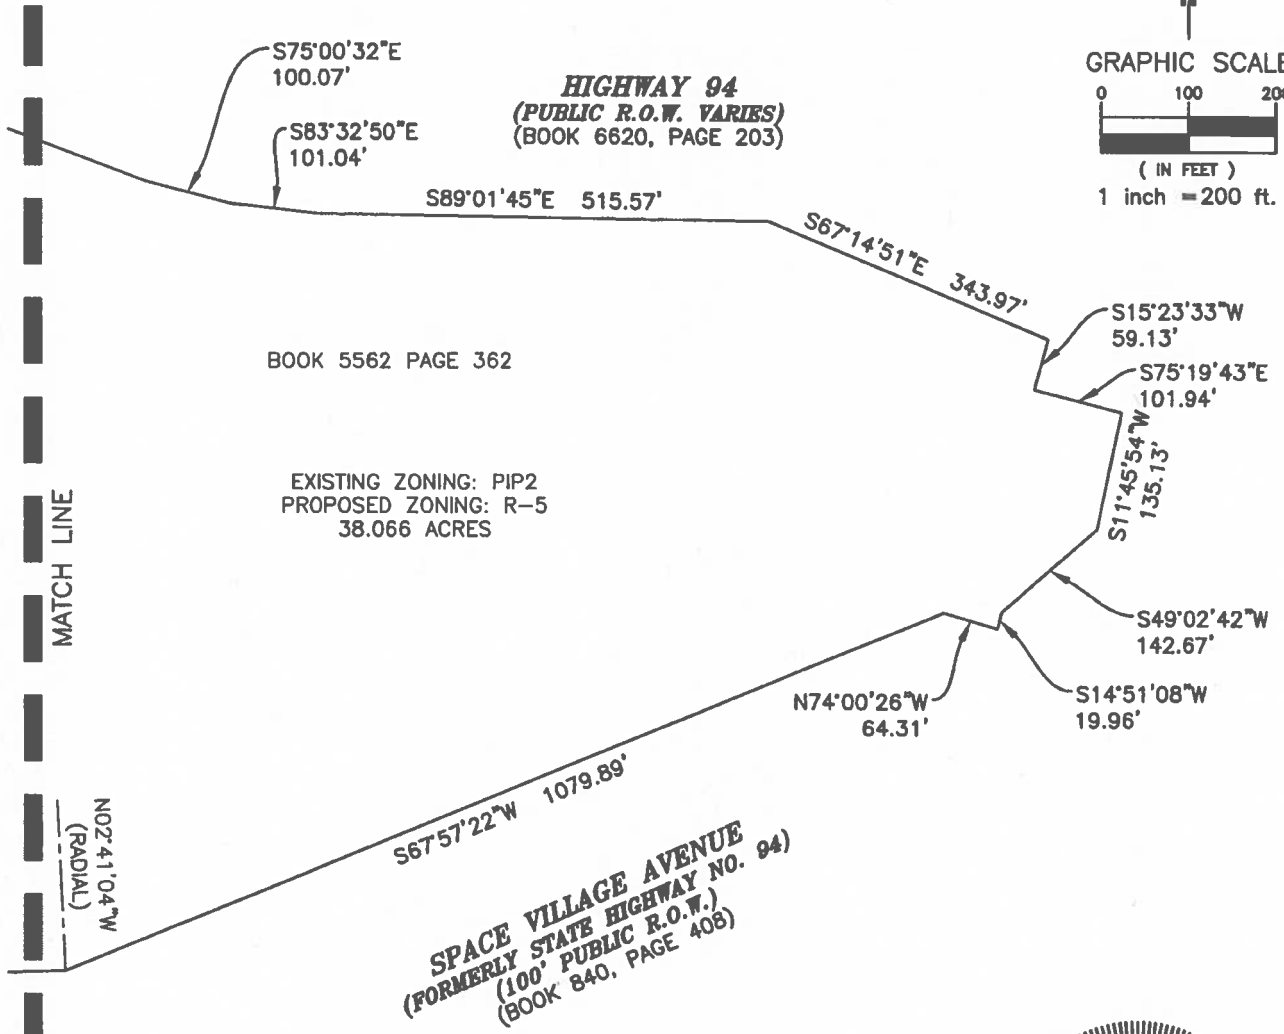 S75°00'32"E
100.07'
HIGHWAY 94
(PUBLIC R.O.W. VARIES)
(BOOK 6620, PAGE 203)
GRAPHIC SCALE
0 100
( IN FEET )
1 inch = 200 ft.
S83°32'50"E
101.04'
S89°01'45"E 515.57'
S67°14'51"E 343.97'
S15°23'33"W
59.13'
S75°19'43"E
101.94'
BOOK 5562 PAGE 362
S11°45'54"W
135.13'
EXISTING ZONING: PIP2
PROPOSED ZONING: R-5
38.066 ACRES
MATCH LINE
S49°02'42"W
142.67'
S14°51'08"W
19.96'
N74°00'26"W
64.31'
S67°57'22"W 1079.89'
N02°41'04"W
(RADIAL)
SPACE VILLAGE AVENUE
(FORMERLY STATE HIGHWAY NO. 94)
(100' PUBLIC R.O.W.)
(BOOK 840, PAGE 408)